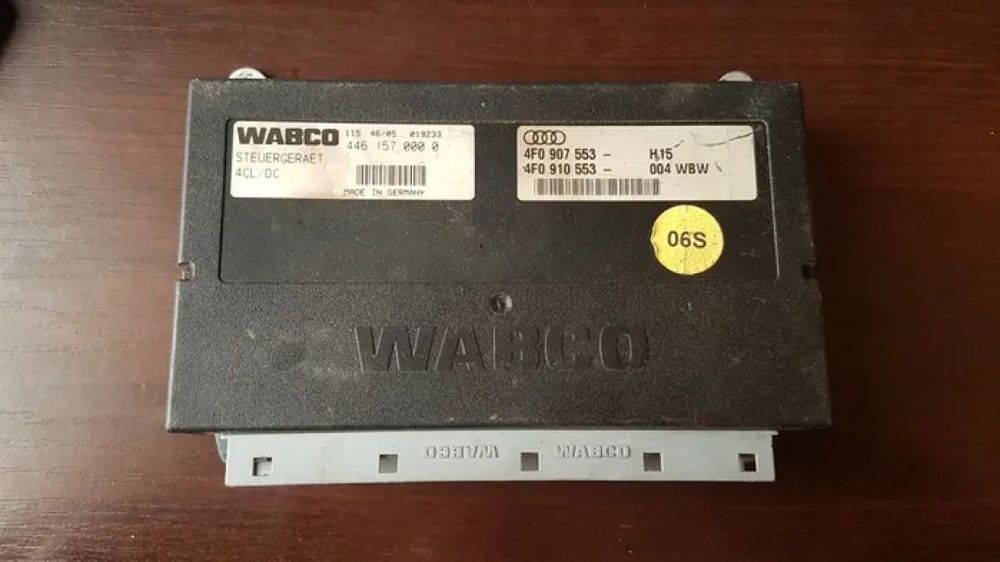 WABCO 115 46/05 019233
446 157 000 0
STEUERGERAET
4CL/DC
MADE IN GERMANY
4F0 907 553 - H15
4F0 910 553 - 004 WBW
06S
WABCO
WABCO WABCO